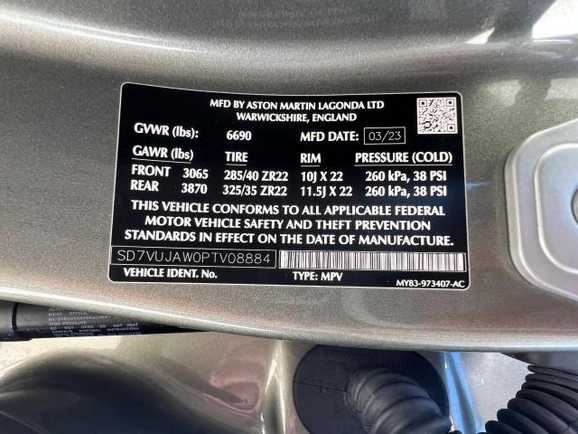 MFD BY ASTON MARTIN LAGONDA LTD
WARWICKSHIRE, ENGLAND
GVWR (lbs): 6690 MFD DATE: 03/23
GAWR (lbs) TIRE RIM PRESSURE (COLD)
FRONT 3065 285/40 ZR22 10J X 22 260 kPa, 38 PSI
REAR 3870 325/35 ZR22 11.5J X 22 260 kPa, 38 PSI
THIS VEHICLE CONFORMS TO ALL APPLICABLE FEDERAL
MOTOR VEHICLE SAFETY AND THEFT PREVENTION
STANDARDS IN EFFECT ON THE DATE OF MANUFACTURE
SD7VUJAW0PTV08884
VEHICLE IDENT. No. TYPE: MPV MY83-973407-AC